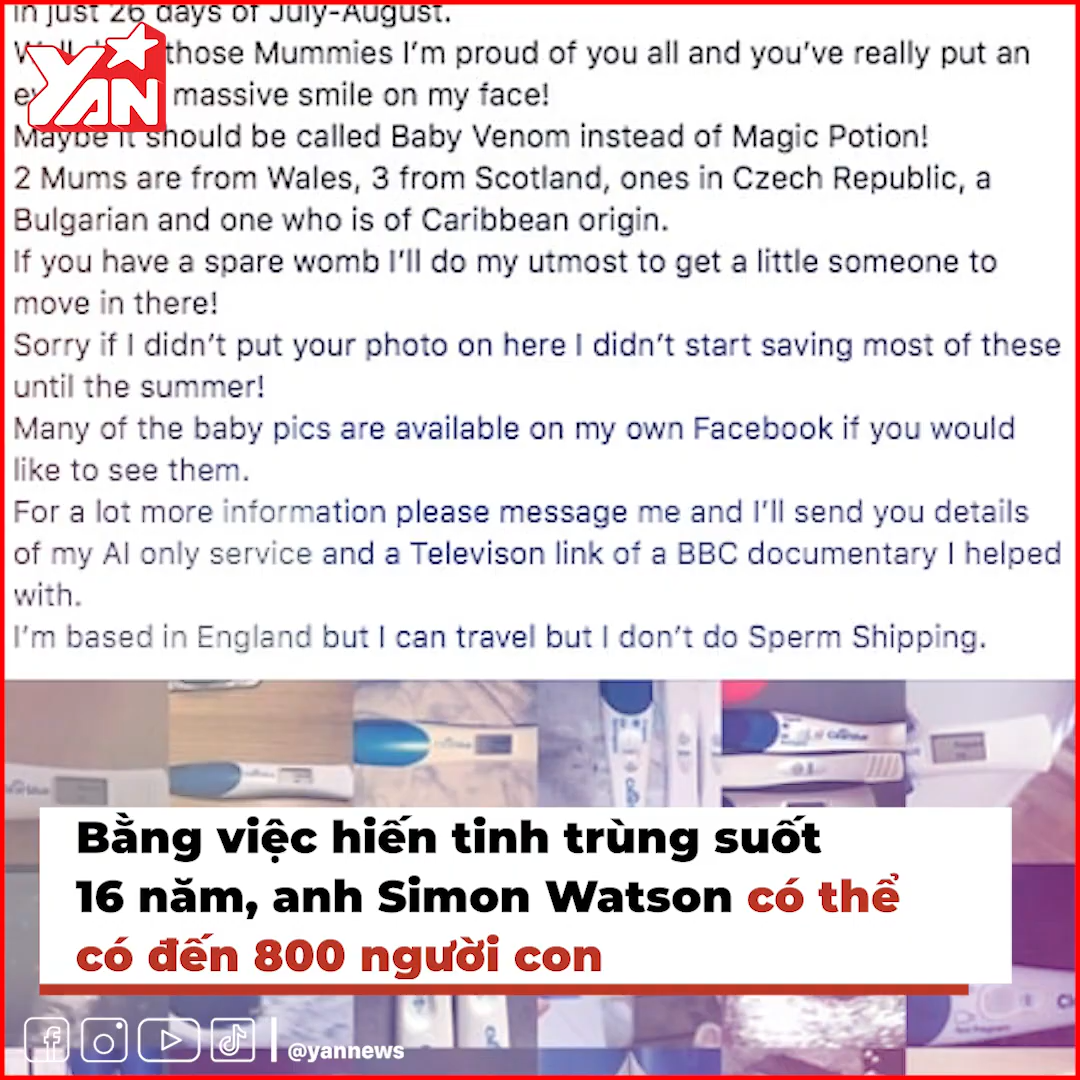 in just 26 days of July-August.
those Mummies I'm proud of you all and you've really put an
massive smile on my face!
Maybe it should be called Baby Venom instead of Magic Potion!
2 Mums are from Wales, 3 from Scotland, ones in Czech Republic, a
Bulgarian and one who is of Caribbean origin.
If you have a spare womb I'll do my utmost to get a little someone to
move in there!
Sorry if I didn't put your photo on here I didn't start saving most of these
until the summer!
Many of the baby pics are available on my own Facebook if you would
like to see them.
For a lot more information please message me and I'll send you details
of my AI only service and a Televison link of a BBC documentary I helped
with.
I'm based in England but I can travel but I don't do Sperm Shipping.
YAN
Bằng việc hiến tinh trùng suốt
16 năm, anh Simon Watson có thể
có đến 800 người con
@yannews